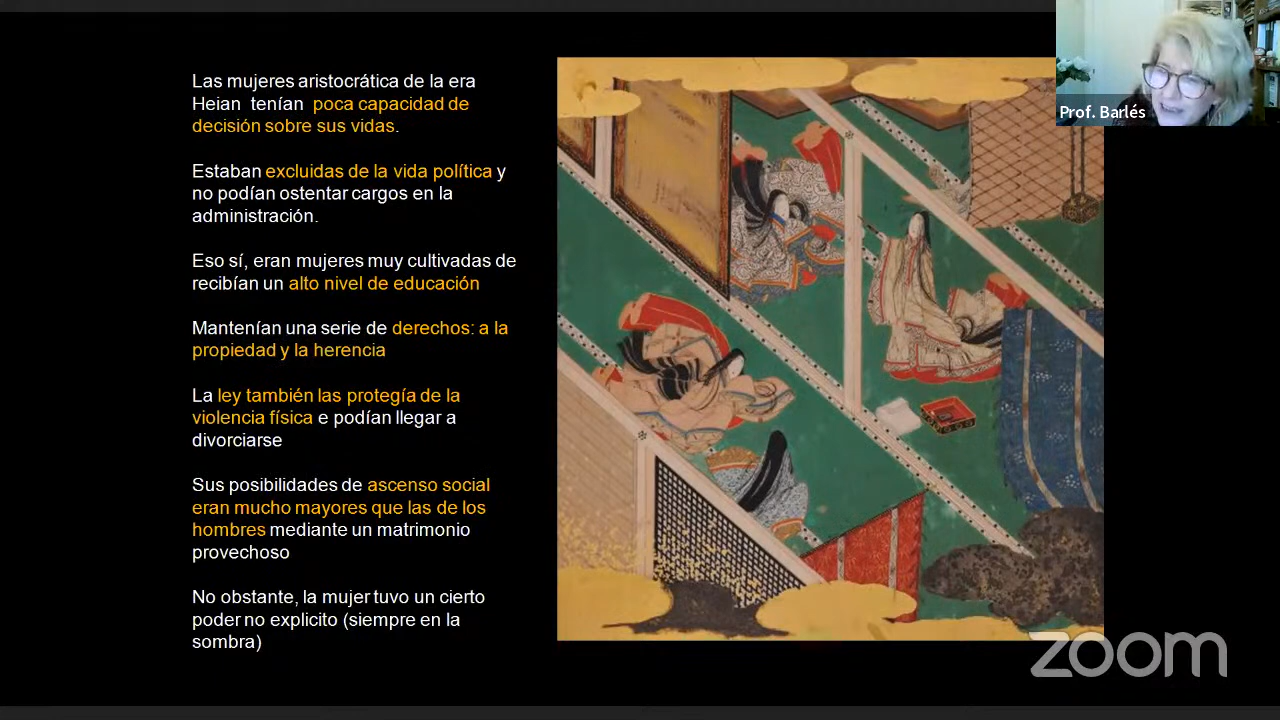 Las mujeres aristocrática de la era
Heian tenían poca capacidad de
decisión sobre sus vidas.
Estaban excluidas de la vida política y
no podían ostentar cargos en la
administración.
Eso sí, eran mujeres muy cultivadas de
recibían un alto nivel de educación
Mantenían una serie de derechos: a la
propiedad y la herencia
La ley también las protegía de la
violencia física e podían llegar a
divorciarse
Sus posibilidades de ascenso social
eran mucho mayores que las de los
hombres mediante un matrimonio
provechoso
No obstante, la mujer tuvo un cierto
poder no explicito (siempre en la
sombra)
Prof. Barlés
zoom